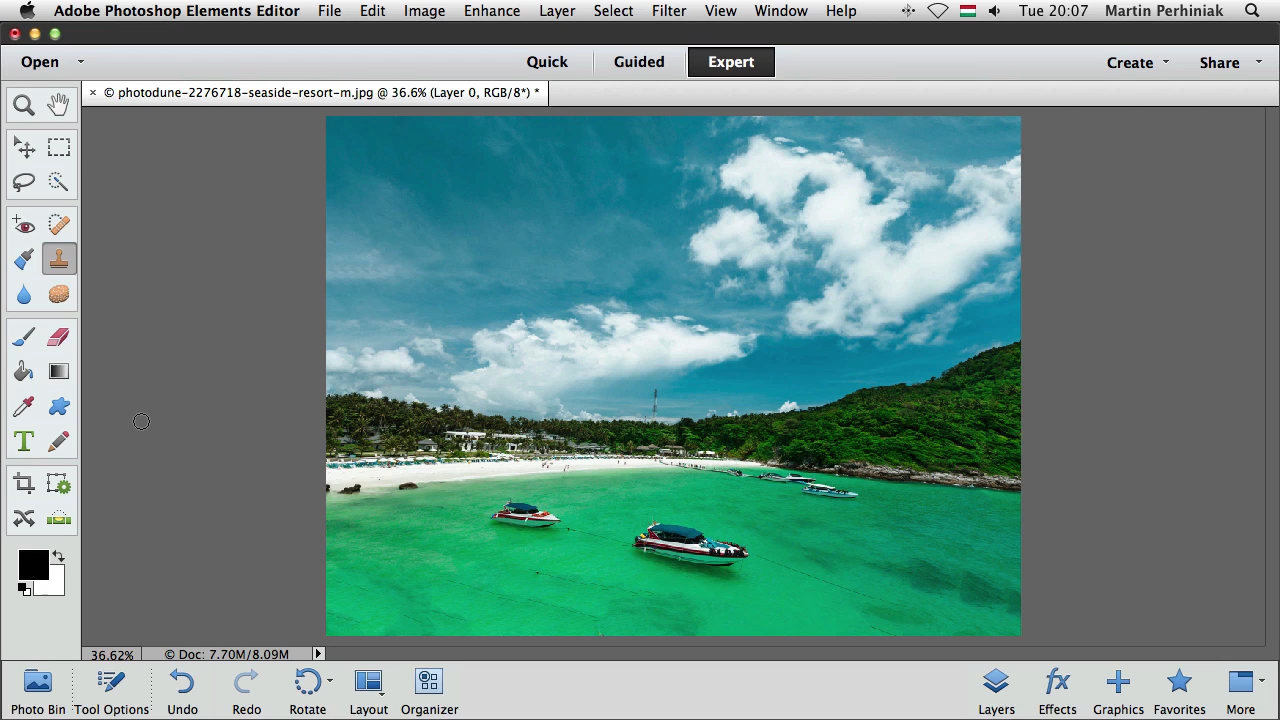 Adobe Photoshop Elements Editor File Edit Image Enhance Layer Select Filter View Window Help Tue 20:07 Martin Perhiniak
Open Quick Guided Expert Create Share
× © photodune-2276718-seaside-resort-m.jpg @ 36.6% (Layer 0, RGB/8*) *
T
36.62% © Doc: 7.70M/8.09M
fx
Photo Bin Tool Options Undo Redo Rotate Layout Organizer Layers Effects Graphics Favorites More